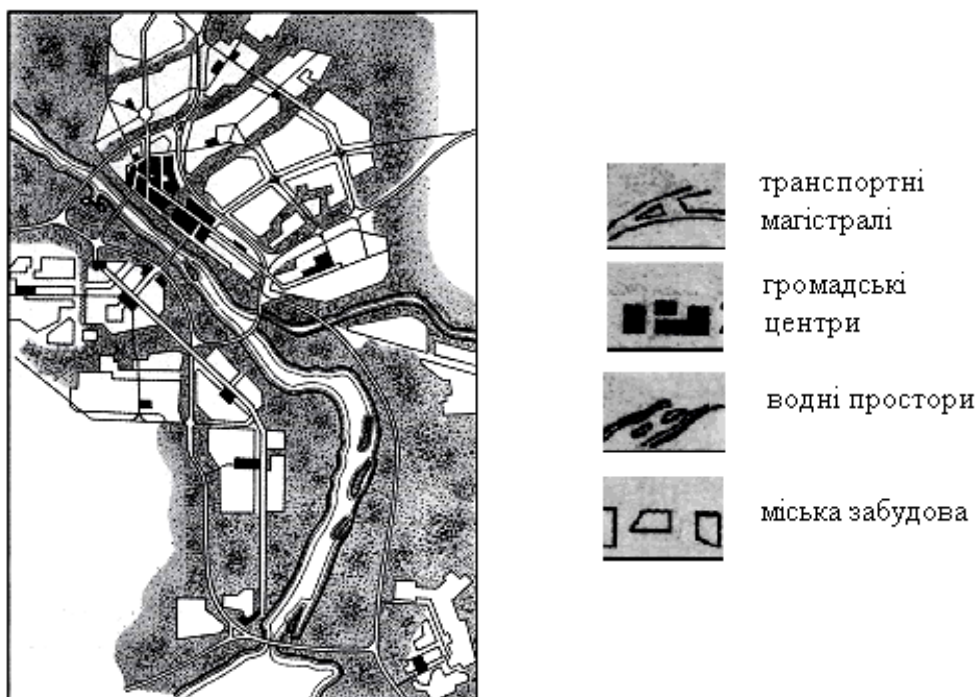 транспортні
магістралі
громадські
центри
водні простори
міська забудова